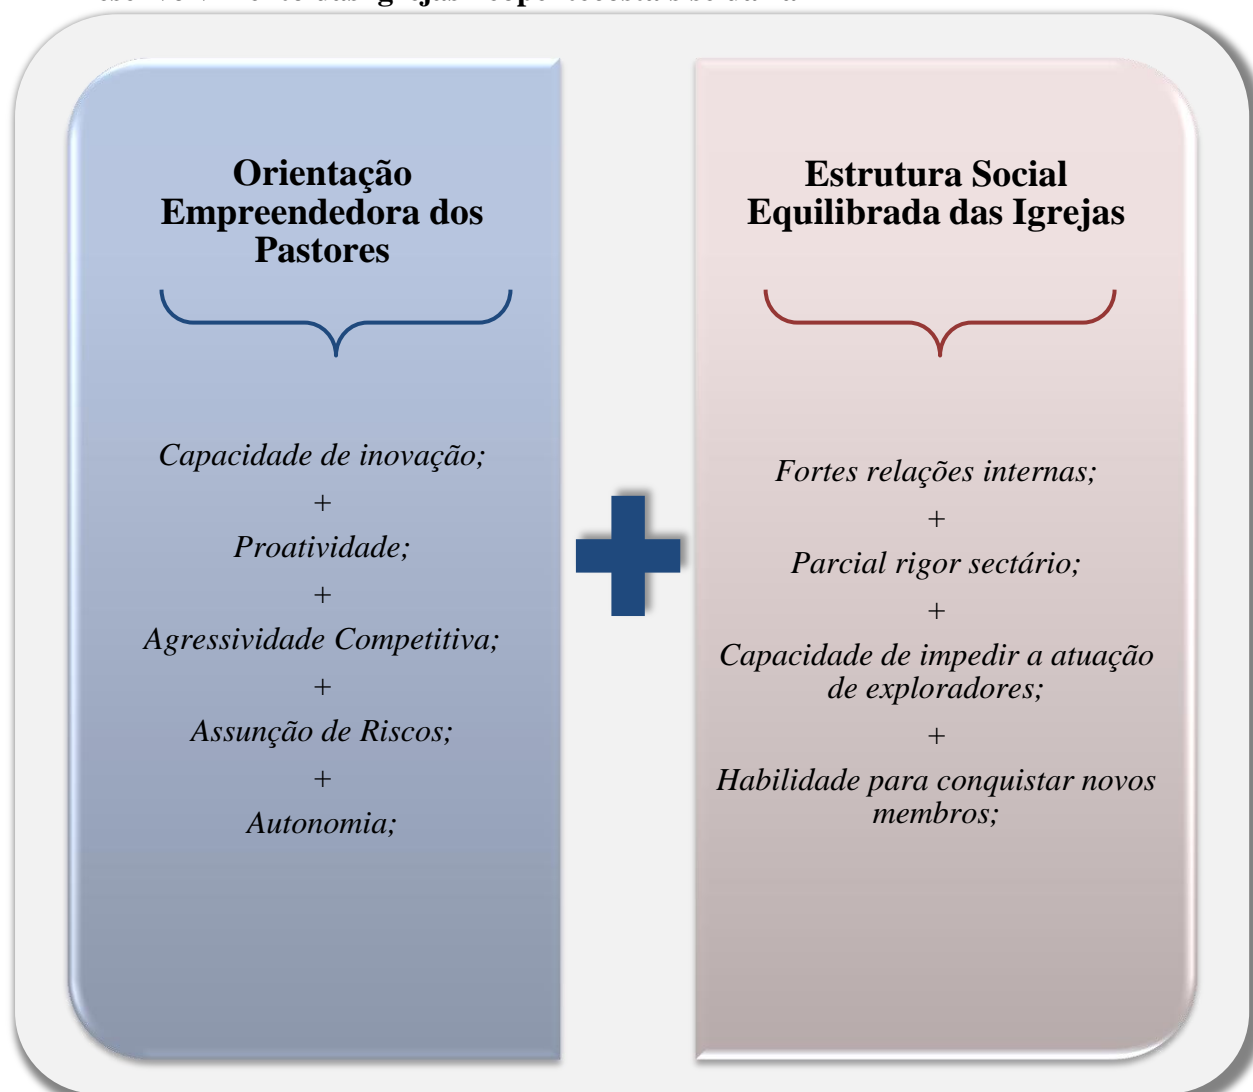 Orientação
Empreendedora dos
Pastores
Capacidade de inovação;
+
Proatividade;
+
Agressividade Competitiva;
+
Assunção de Riscos;
+
Autonomia;
Estrutura Social
Equilibrada das Igrejas
Fortes relações internas;
+
Parcial rigor sectário;
+
Capacidade de impedir a atuação
de exploradores;
+
Habilidade para conquistar novos
membros;